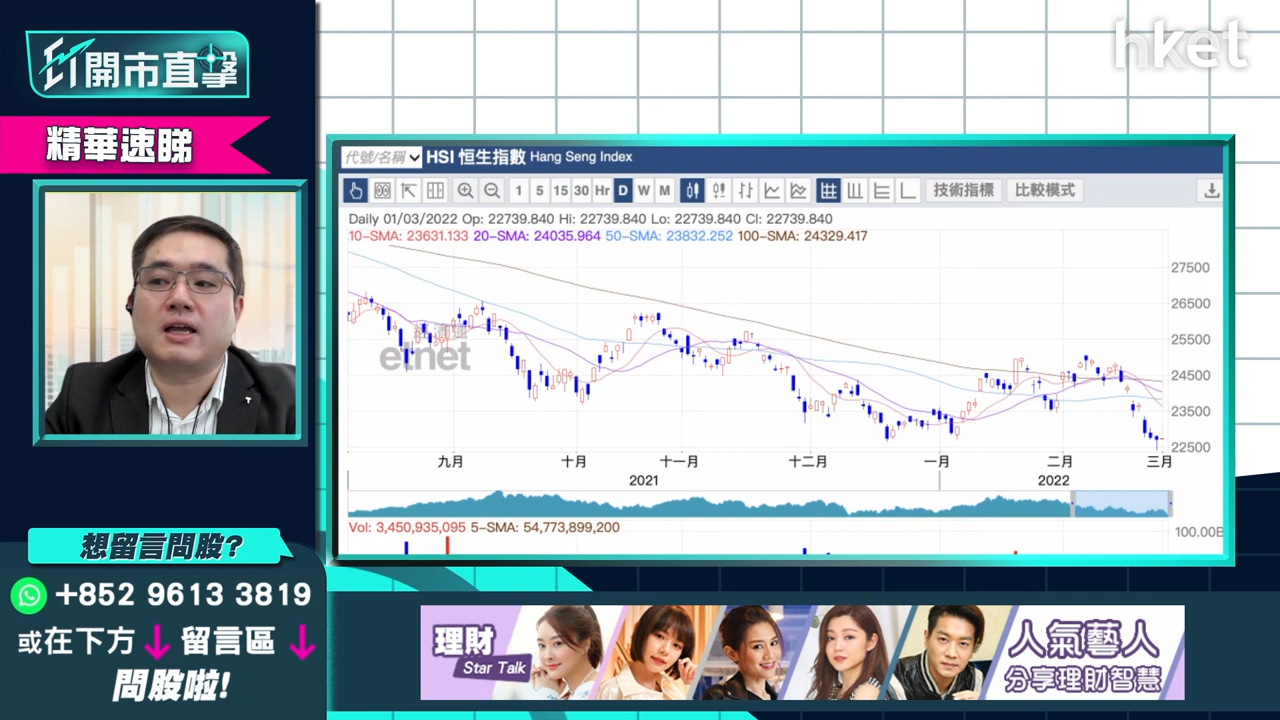 ET開市直擊
hket
精華速睇
代號/名稱 HSI 恒生指數 Hang Seng Index
1 5 15 30 Hr D W M 技術指標 比較模式
Daily 01/03/2022 Op: 22739.840 Hi: 22739.840 Lo: 22739.840 Cl: 22739.840
10-SMA: 23631.133 20-SMA: 24035.964 50-SMA: 23832.252 100-SMA: 24329.417
27500
26500
25500
24500
23500
22500
etnet
九月 十月 十一月 十二月 一月 二月 三月
2021 2022
Vol: 3,450,935,095 5-SMA: 54,773,899,200
100.00B
想留言問股?
+852 9613 3819
或在下方 留言區
問股啦!
理財
Star Talk
人氣藝人
分享理財智慧